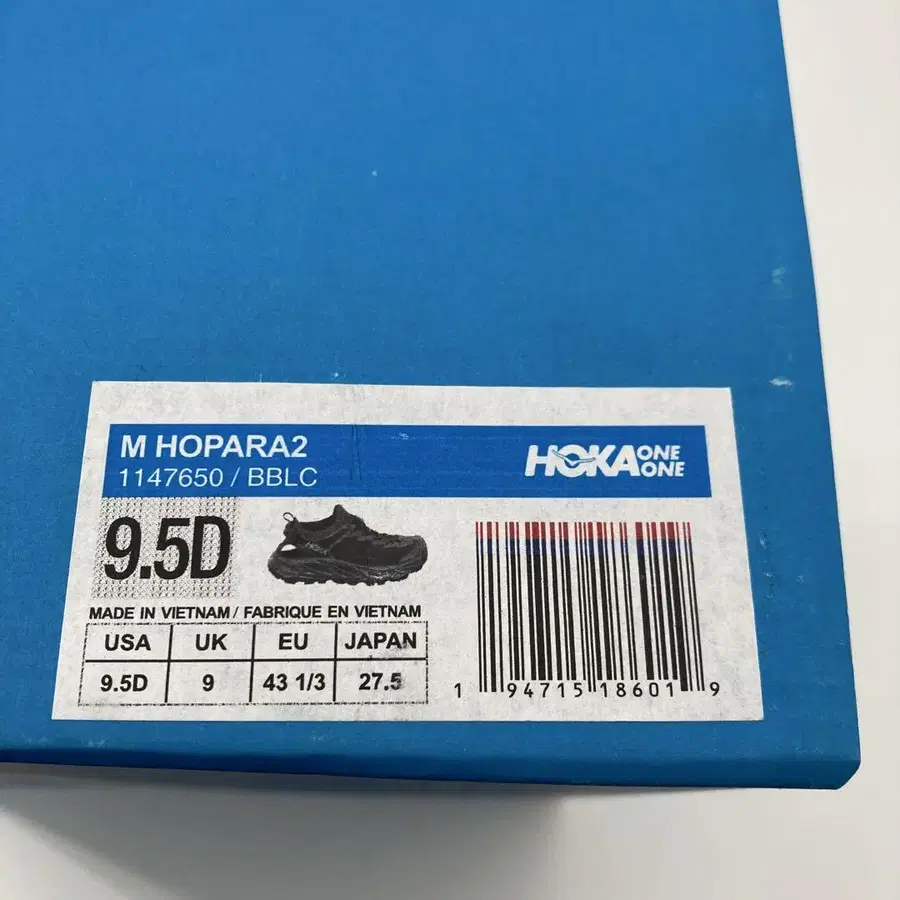 M HOPARA2
1147650 / BBLC
HOKA ONE ONE
9.5D
MADE IN VIETNAM / FABRIQUE EN VIETNAM
USA UK EU JAPAN
9.5D 9 43 1/3 27.5
1 94715 18601 9